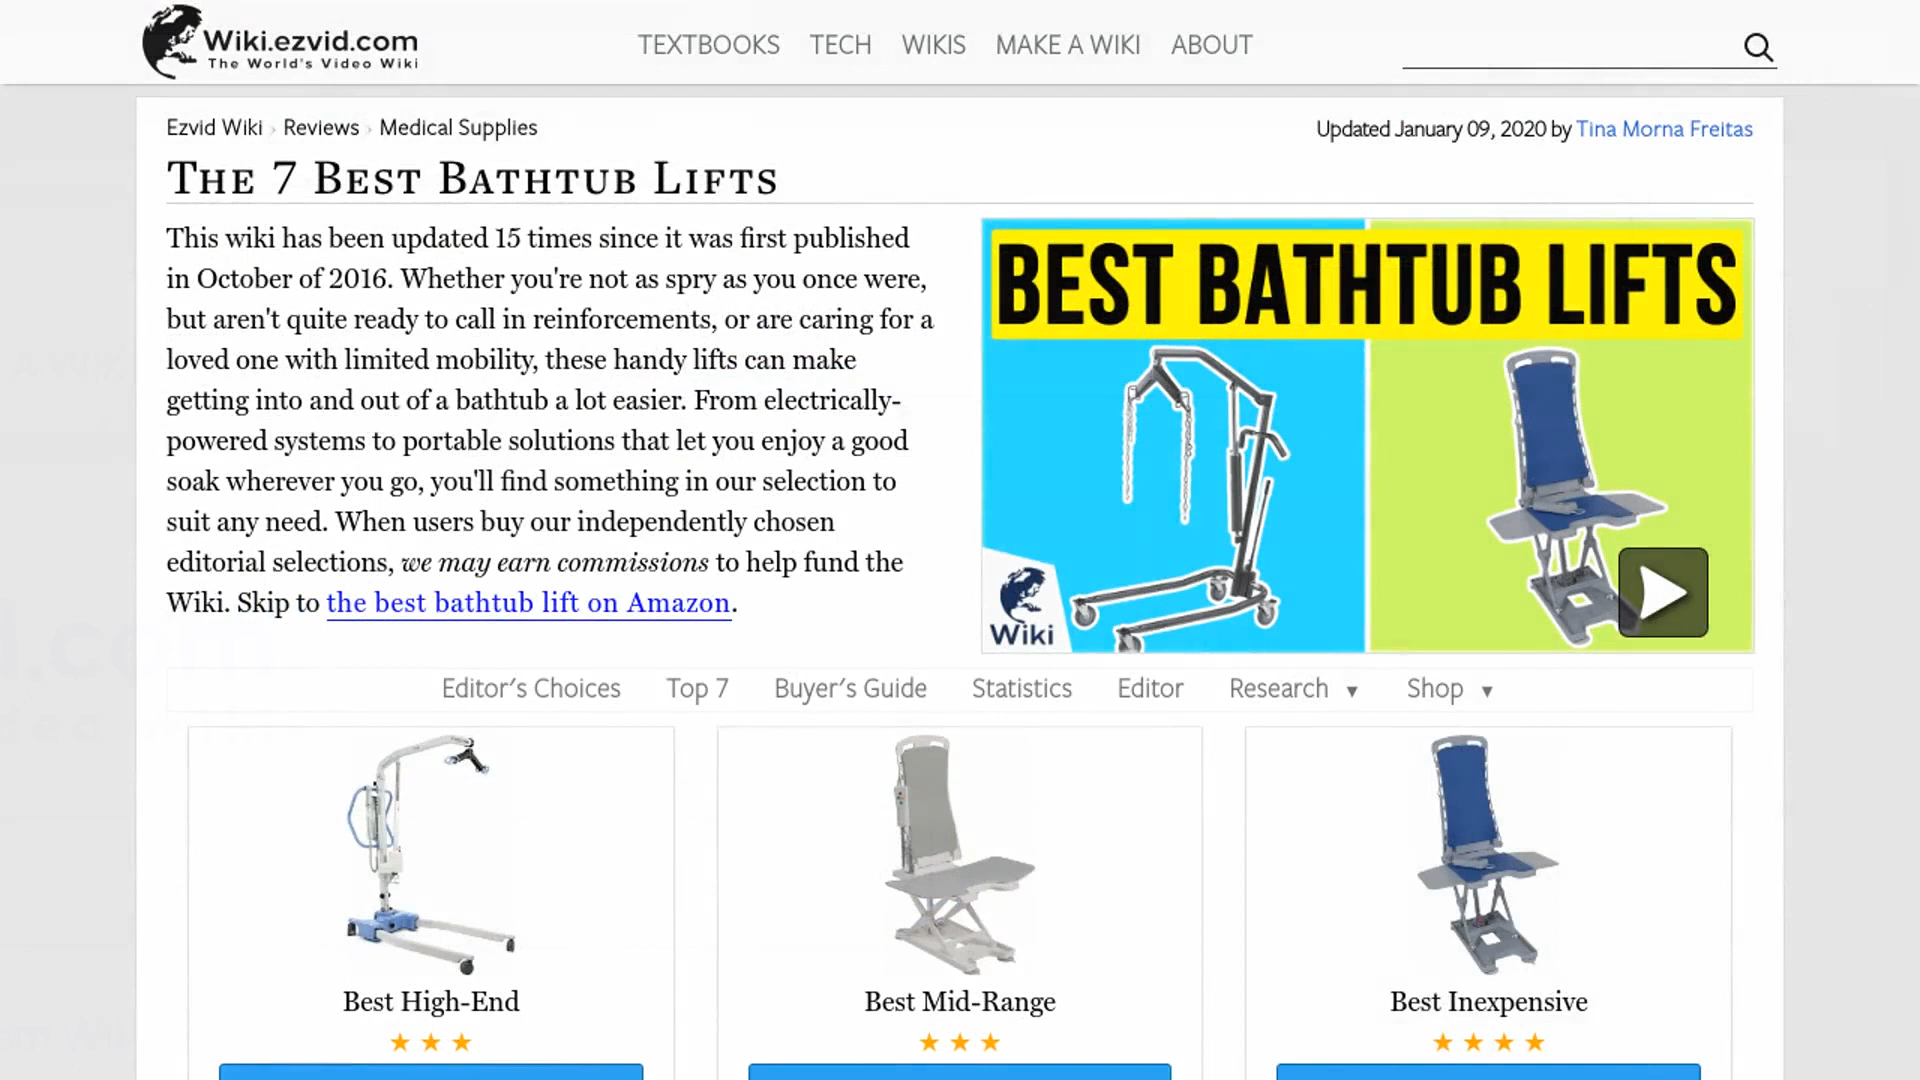 Wiki.ezvid.com
The World's Video Wiki
TEXTBOOKS TECH WIKIS MAKE A WIKI ABOUT
Ezvid Wiki › Reviews › Medical Supplies
Updated January 09, 2020 by Tina Morna Freitas
THE 7 BEST BATHTUB LIFTS
This wiki has been updated 15 times since it was first published
in October of 2016. Whether you're not as spry as you once were,
but aren't quite ready to call in reinforcements, or are caring for a
loved one with limited mobility, these handy lifts can make
getting into and out of a bathtub a lot easier. From electrically-
powered systems to portable solutions that let you enjoy a good
soak wherever you go, you'll find something in our selection to
suit any need. When users buy our independently chosen
editorial selections, we may earn commissions to help fund the
Wiki. Skip to the best bathtub lift on Amazon.
BEST BATHTUB LIFTS
Wiki
Editor's Choices Top 7 Buyer's Guide Statistics Editor Research ▼ Shop ▼
Best High-End Best Mid-Range Best Inexpensive